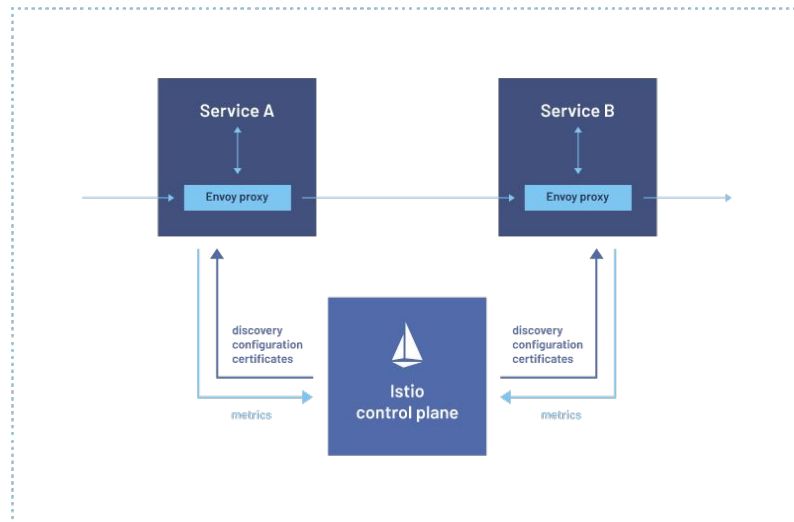 Service A
Service B
Envoy proxy
Envoy proxy
discovery
configuration
certificates
discovery
configuration
certificates
Istio
control plane
metrics
metrics